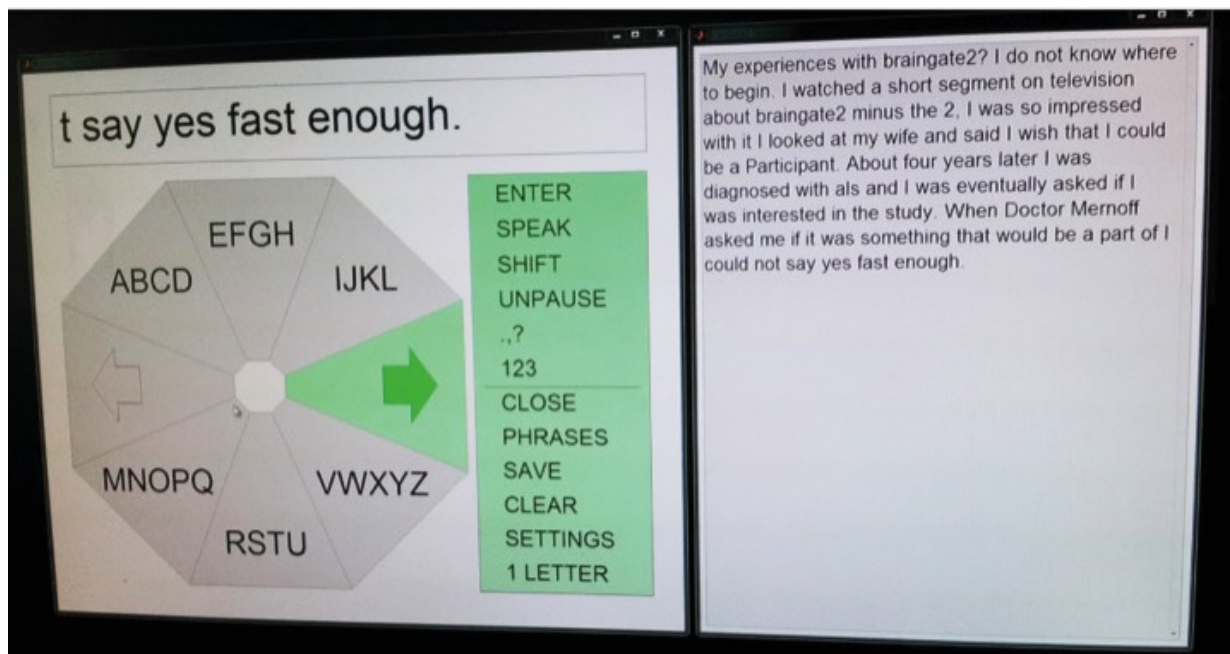 t say yes fast enough.
EFGH
ABCD
IJKL
MNOPQ
VWXYZ
RSTU
ENTER
SPEAK
SHIFT
UNPAUSE
.,?
123
CLOSE
PHRASES
SAVE
CLEAR
SETTINGS
1 LETTER
My experiences with braingate2? I do not know where
to begin. I watched a short segment on television
about braingate2 minus the 2, I was so impressed
with it I looked at my wife and said I wish that I could
be a Participant. About four years later I was
diagnosed with als and I was eventually asked if I
was interested in the study. When Doctor Mernoff
asked me if it was something that would be a part of I
could not say yes fast enough.